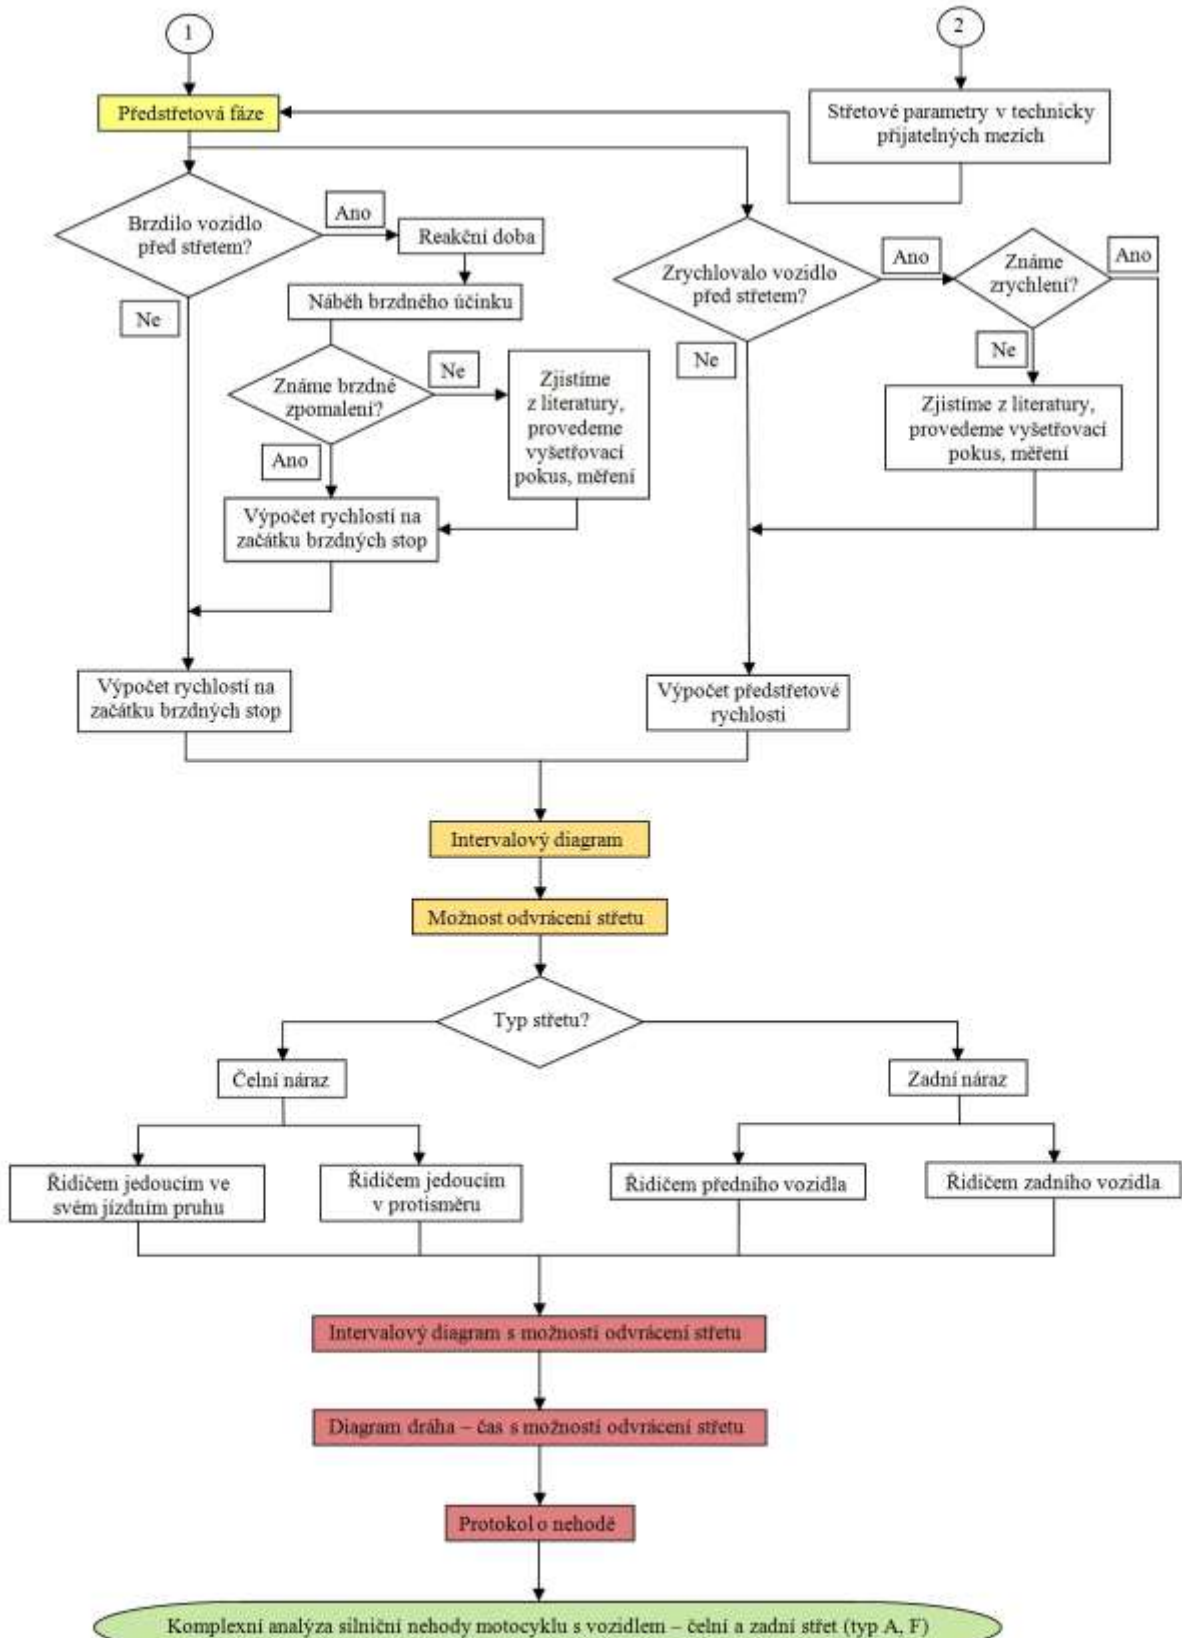 1
2
Předstřetová fáze
Střetové parametry v technicky
přijatelných mezích
Brzdilo vozidlo
před střetem?
Ano
Reakční doba
Náběh brzdného účinku
Ne
Známe brzdné
zpomalení?
Ne
Zjistíme
z literatury,
provedeme
vyšetřovací
pokus, měření
Ano
Výpočet rychlostí na
začátku brzdných stop
Zrychlovalo vozidlo
před střetem?
Ano
Známe
zrychlení?
Ano
Ne
Ne
Zjistíme z literatury,
provedeme vyšetřovací
pokus, měření
Výpočet rychlostí na
začátku brzdných stop
Výpočet předstřetové
rychlosti
Intervalový diagram
Možnost odvrácení střetu
Typ střetu?
Čelní náraz
Zadní náraz
Řidičem jedoucím ve
svém jízdním pruhu
Řidičem jedoucím
v protisměru
Řidičem předního vozidla
Řidičem zadního vozidla
Intervalový diagram s možností odvrácení střetu
Diagram dráha – čas s možností odvrácení střetu
Protokol o nehodě
Komplexní analýza silniční nehody motocyklu s vozidlem – čelní a zadní střet (typ A, F)